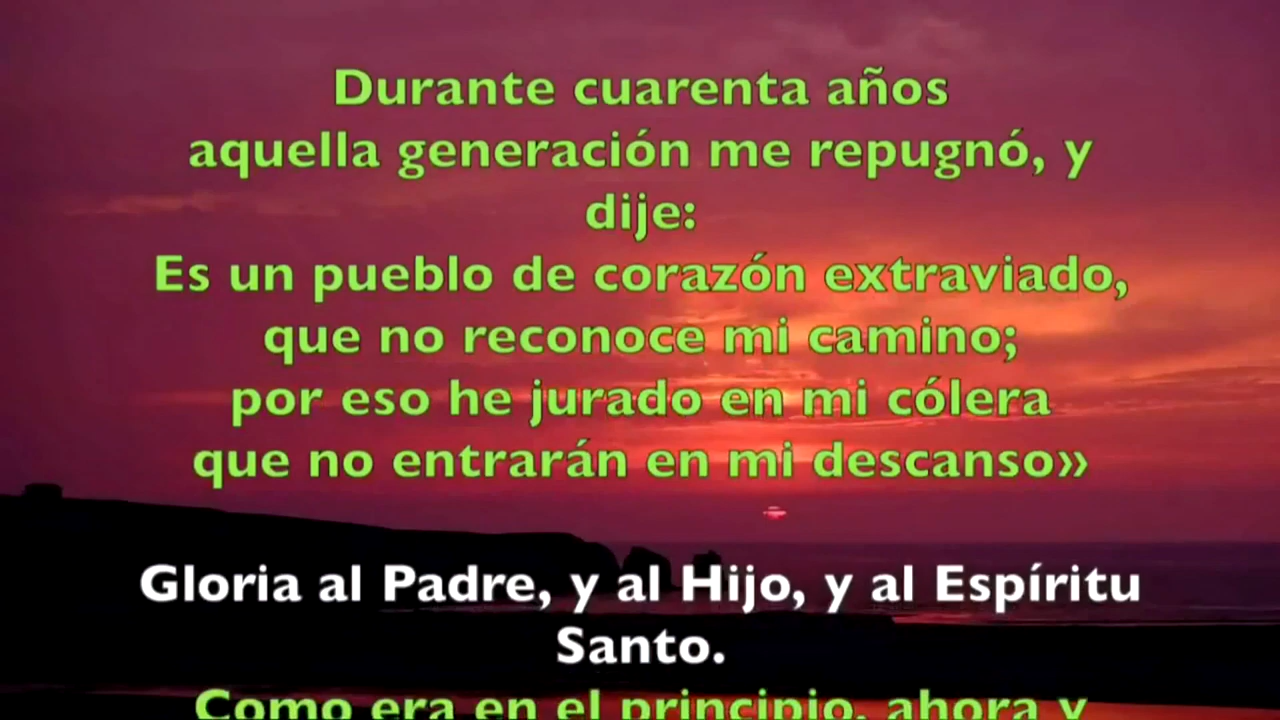 Durante cuarenta años
aquella generación me repugnó, y
dije:
Es un pueblo de corazón extraviado,
que no reconoce mi camino;
por eso he jurado en mi cólera
que no entrarán en mi descanso»
Gloria al Padre, y al Hijo, y al Espíritu
Santo.
Como era en el principio, ahora y